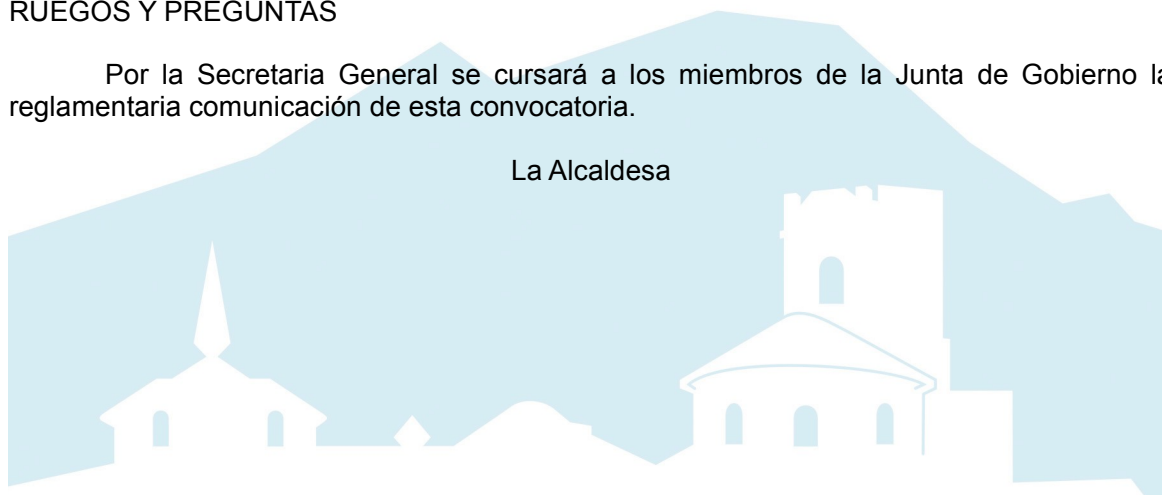 RUEGOS Y PREGUNTAS
Por la Secretaria General se cursará a los miembros de la Junta de Gobierno la
reglamentaria comunicación de esta convocatoria.
La Alcaldesa